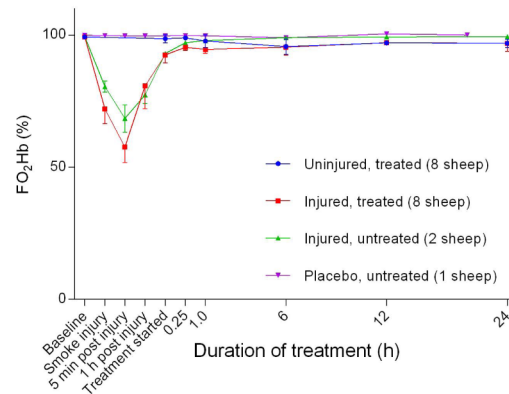 100
50
0
FO₂Hb (%)
Uninjured, treated (8 sheep)
Injured, treated (8 sheep)
Injured, untreated (2 sheep)
Placebo, untreated (1 sheep)
Baseline
Smoke injury
5 min post injury
1 h post injury
Treatment started
0.25
1.0
6
12
24
Duration of treatment (h)